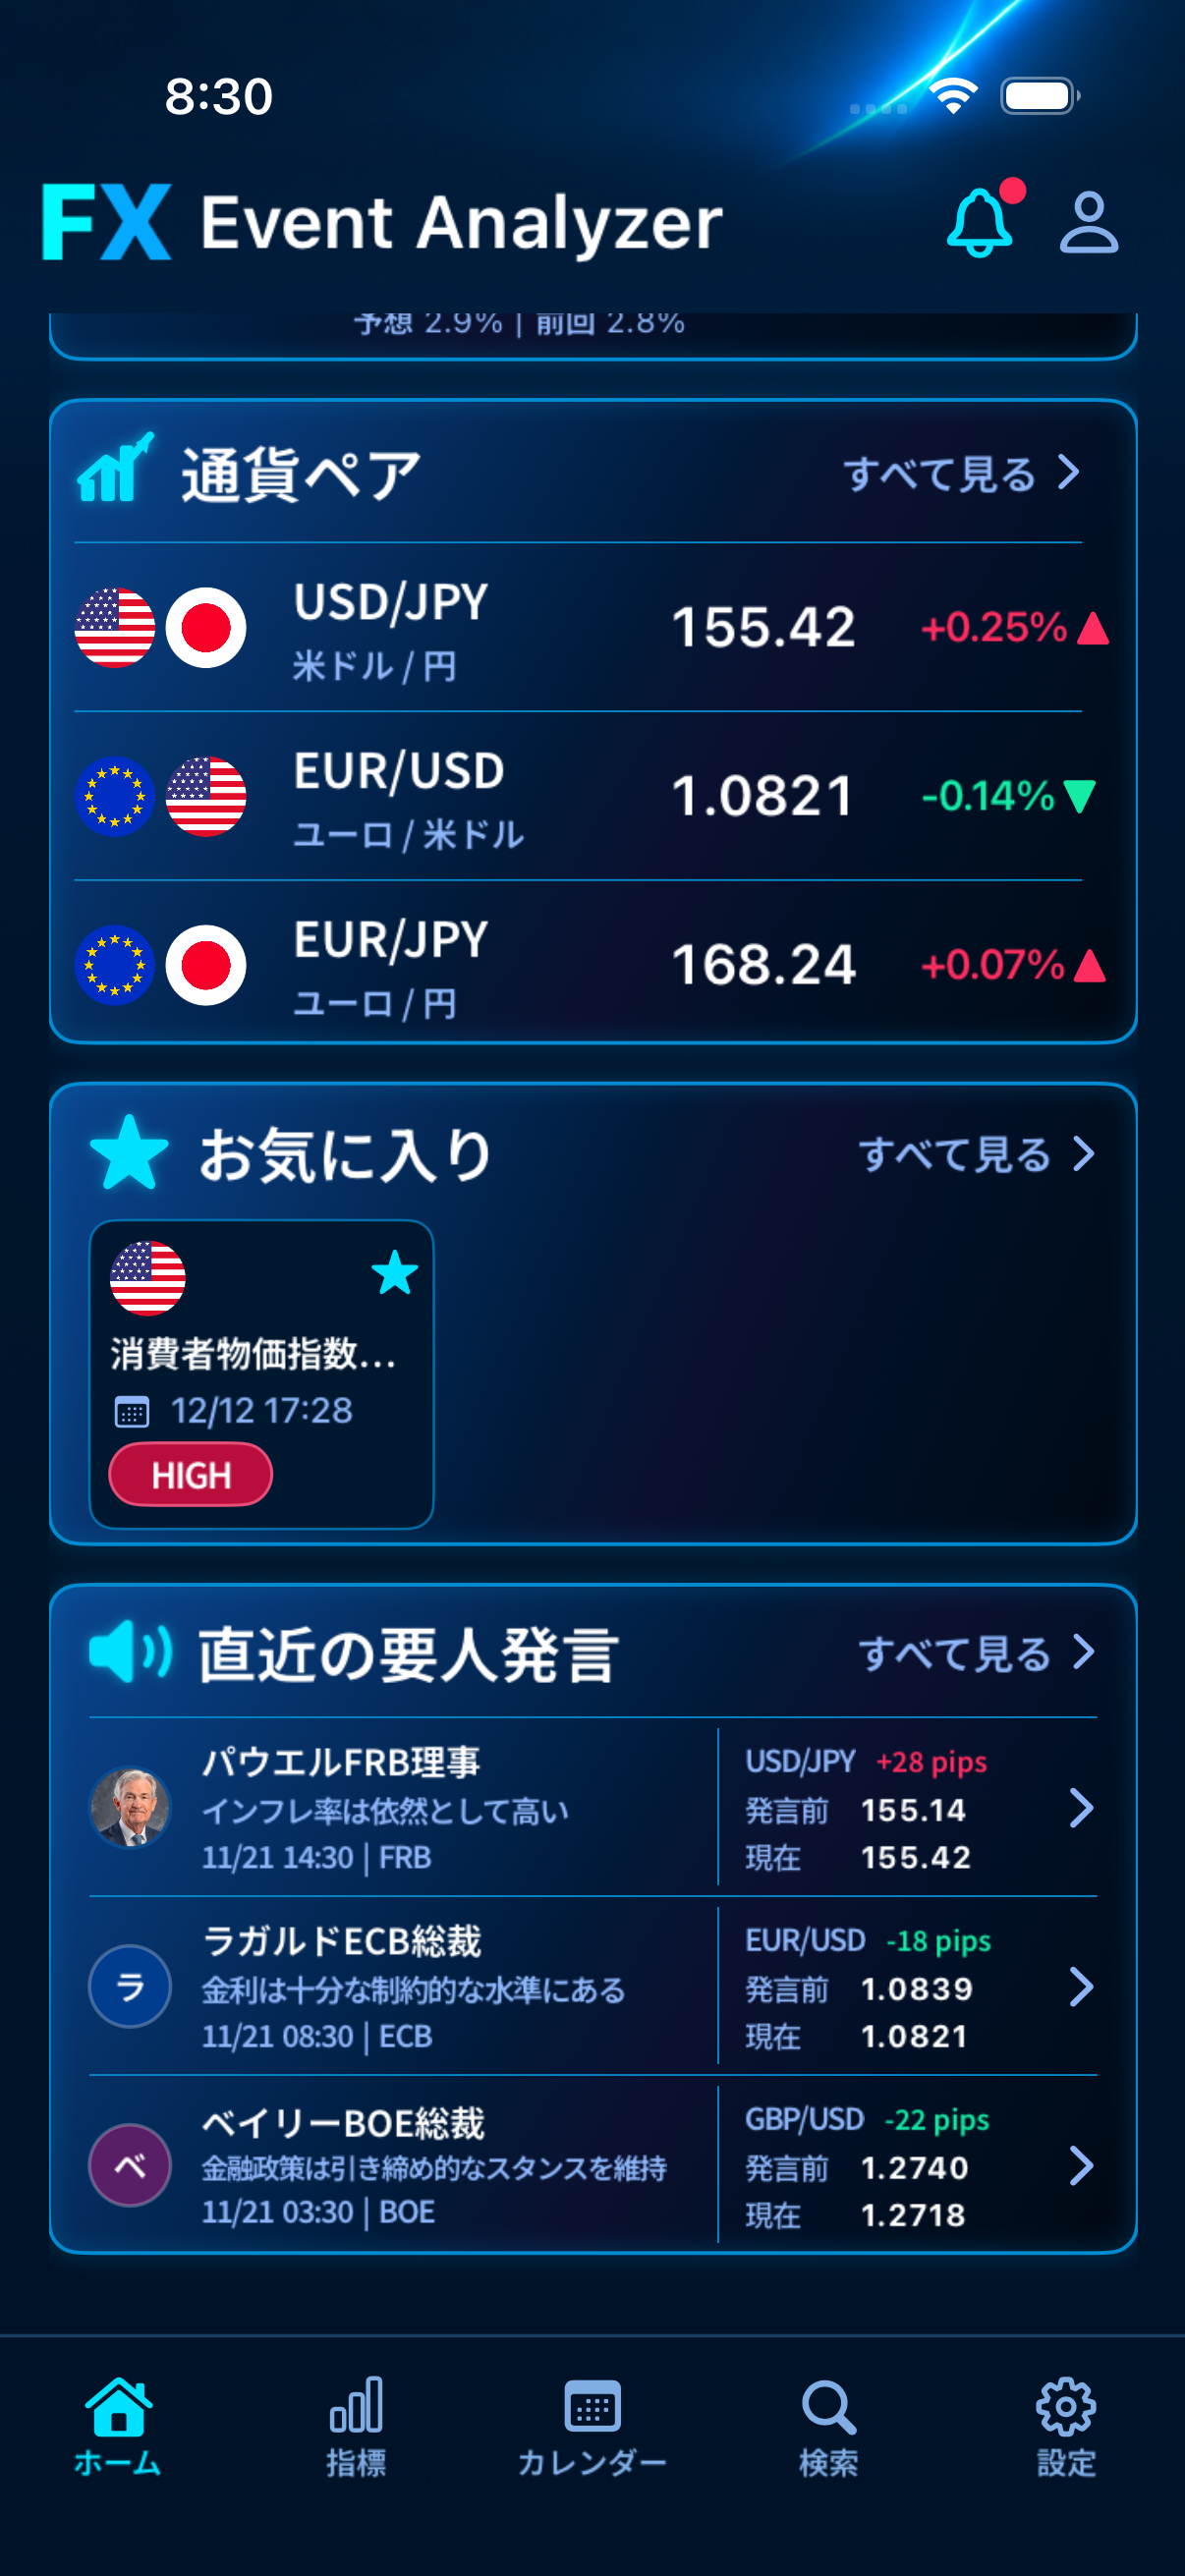 8:30
FX Event Analyzer
予想 2.9% | 前回 2.8%
通貨ペア すべて見る
USD/JPY 155.42 +0.25%
米ドル / 円
EUR/USD 1.0821 -0.14%
ユーロ / 米ドル
EUR/JPY 168.24 +0.07%
ユーロ / 円
お気に入り すべて見る
消費者物価指数...
12/12 17:28
HIGH
直近の要人発言 すべて見る
パウエルFRB理事
インフレ率は依然として高い
11/21 14:30 | FRB
USD/JPY +28 pips
発言前 155.14
現在 155.42
ラ
ラガルドECB総裁
金利は十分な制約的な水準にある
11/21 08:30 | ECB
EUR/USD -18 pips
発言前 1.0839
現在 1.0821
ベ
ベイリーBOE総裁
金融政策は引き締め的なスタンスを維持
11/21 03:30 | BOE
GBP/USD -22 pips
発言前 1.2740
現在 1.2718
ホーム 指標 カレンダー 検索 設定